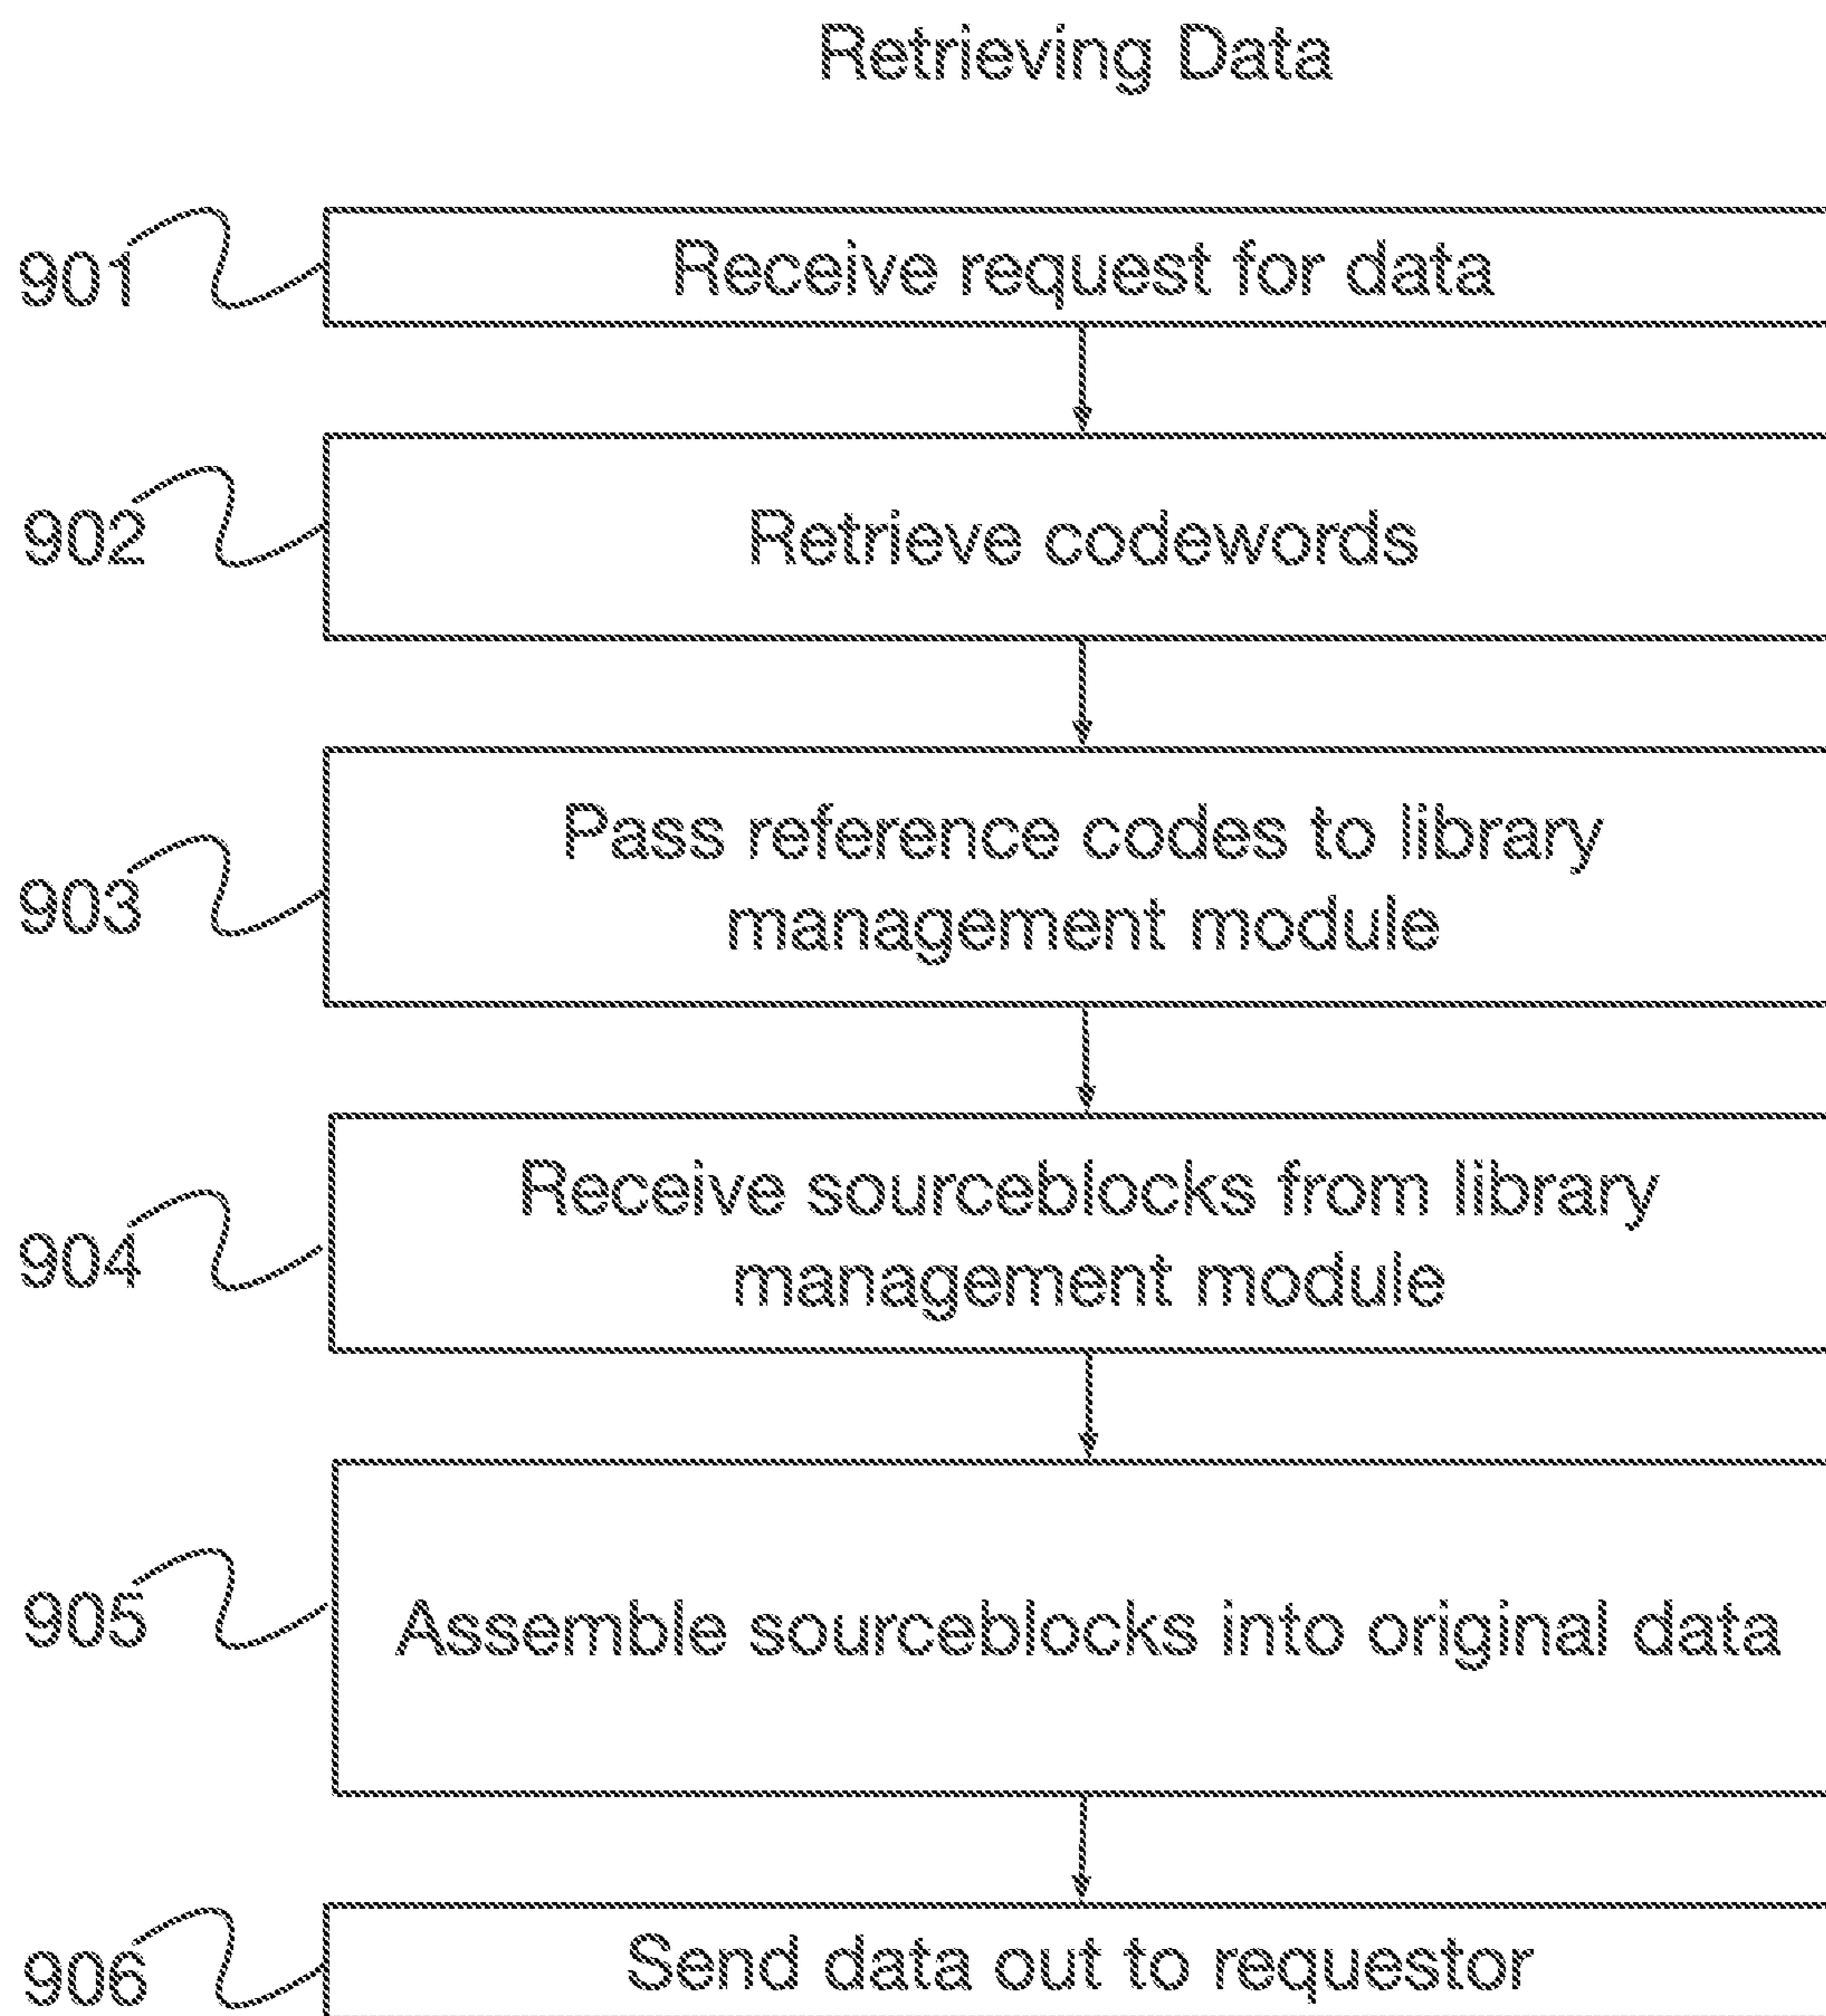 Retrieving Data
901
Receive request for data
902
Retrieve codewords
903
Pass reference codes to library
management module
904
Receive sourceblocks from library
management module
905
Assemble sourceblocks into original data
906
Send data out to requestor